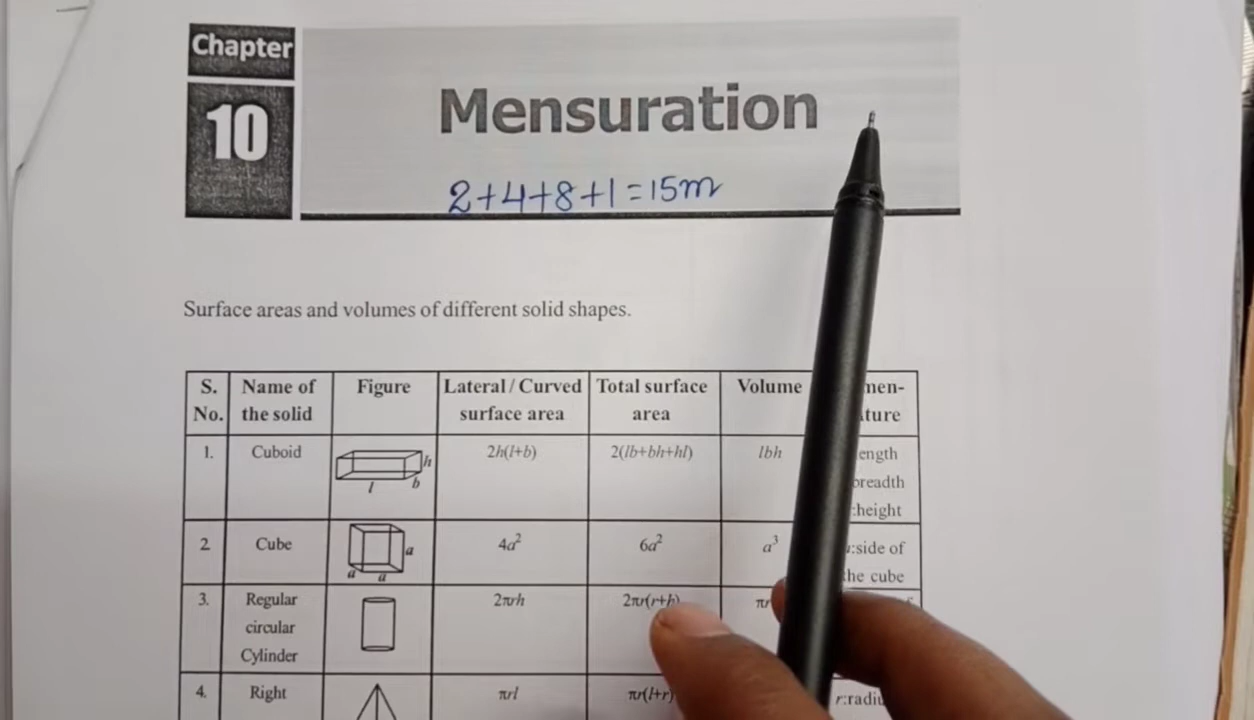 Chapter
10
Mensuration
2+4+8+1=15m
Surface areas and volumes of different solid shapes.
S. No. Name of the solid Figure Lateral / Curved surface area Total surface area Volume
1. Cuboid h l b 2h(l+b) 2(lb+bh+hl) lbh breadth height
2 Cube a a a 4a² 6a² a³ side of the cube
3. Regular circular Cylinder 2πrh 2πr(r+h)
4. Right πrl πr(l+r)